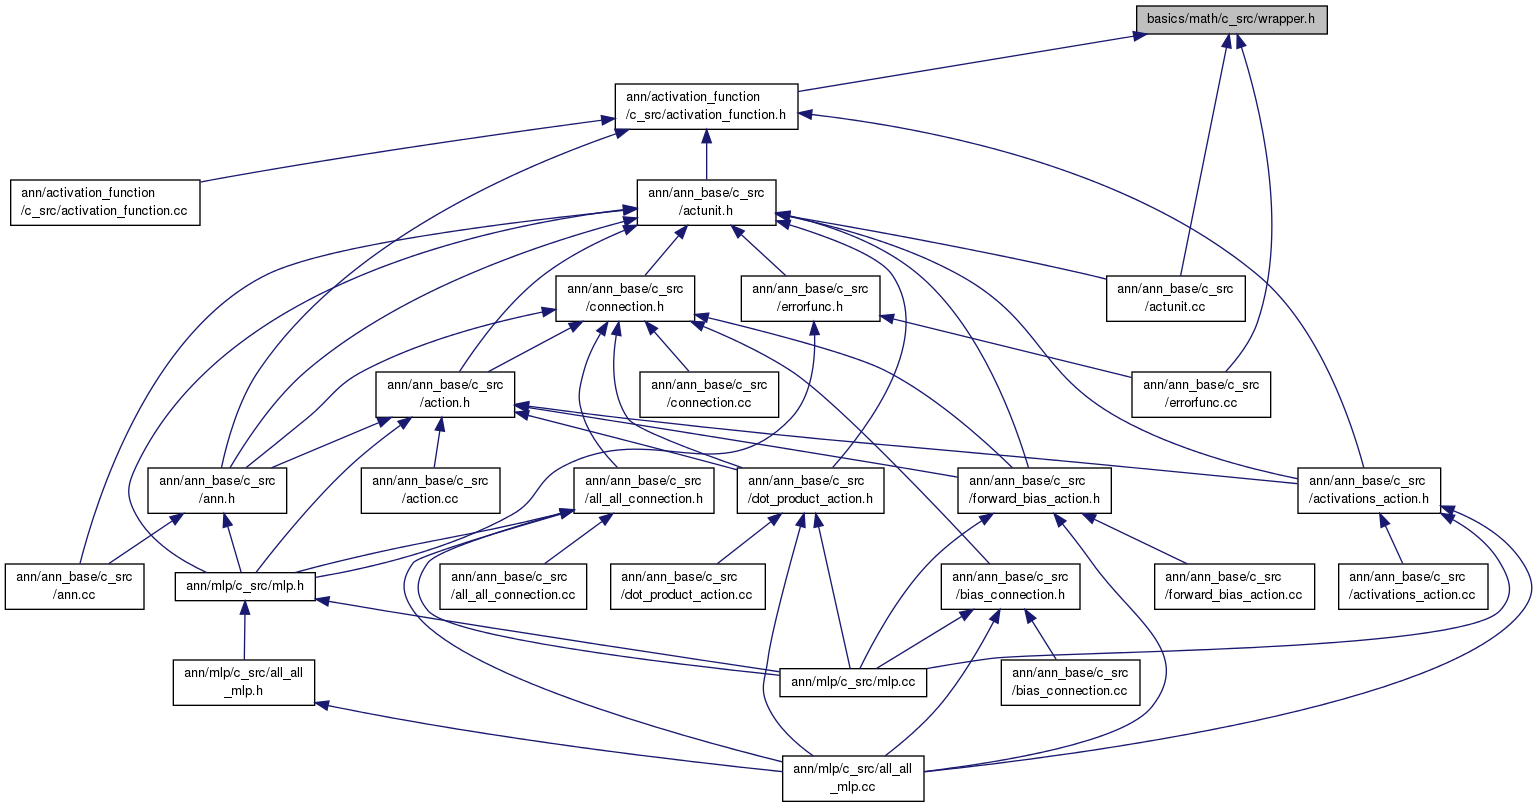 basics/math/c_src/wrapper.h
ann/activation_function
/c_src/activation_function.h
ann/activation_function
/c_src/activation_function.cc
ann/ann_base/c_src
/actunit.h
ann/ann_base/c_src
/connection.h
ann/ann_base/c_src
/errorfunc.h
ann/ann_base/c_src
/actunit.cc
ann/ann_base/c_src
/action.h
ann/ann_base/c_src
/connection.cc
ann/ann_base/c_src
/errorfunc.cc
ann/ann_base/c_src
/ann.h
ann/ann_base/c_src
/action.cc
ann/ann_base/c_src
/all_all_connection.h
ann/ann_base/c_src
/dot_product_action.h
ann/ann_base/c_src
/forward_bias_action.h
ann/ann_base/c_src
/activations_action.h
ann/ann_base/c_src
/ann.cc
ann/mlp/c_src/mlp.h
ann/ann_base/c_src
/all_all_connection.cc
ann/ann_base/c_src
/dot_product_action.cc
ann/ann_base/c_src
/bias_connection.h
ann/ann_base/c_src
/forward_bias_action.cc
ann/ann_base/c_src
/activations_action.cc
ann/mlp/c_src/all_all
_mlp.h
ann/mlp/c_src/mlp.cc
ann/ann_base/c_src
/bias_connection.cc
ann/mlp/c_src/all_all
_mlp.cc